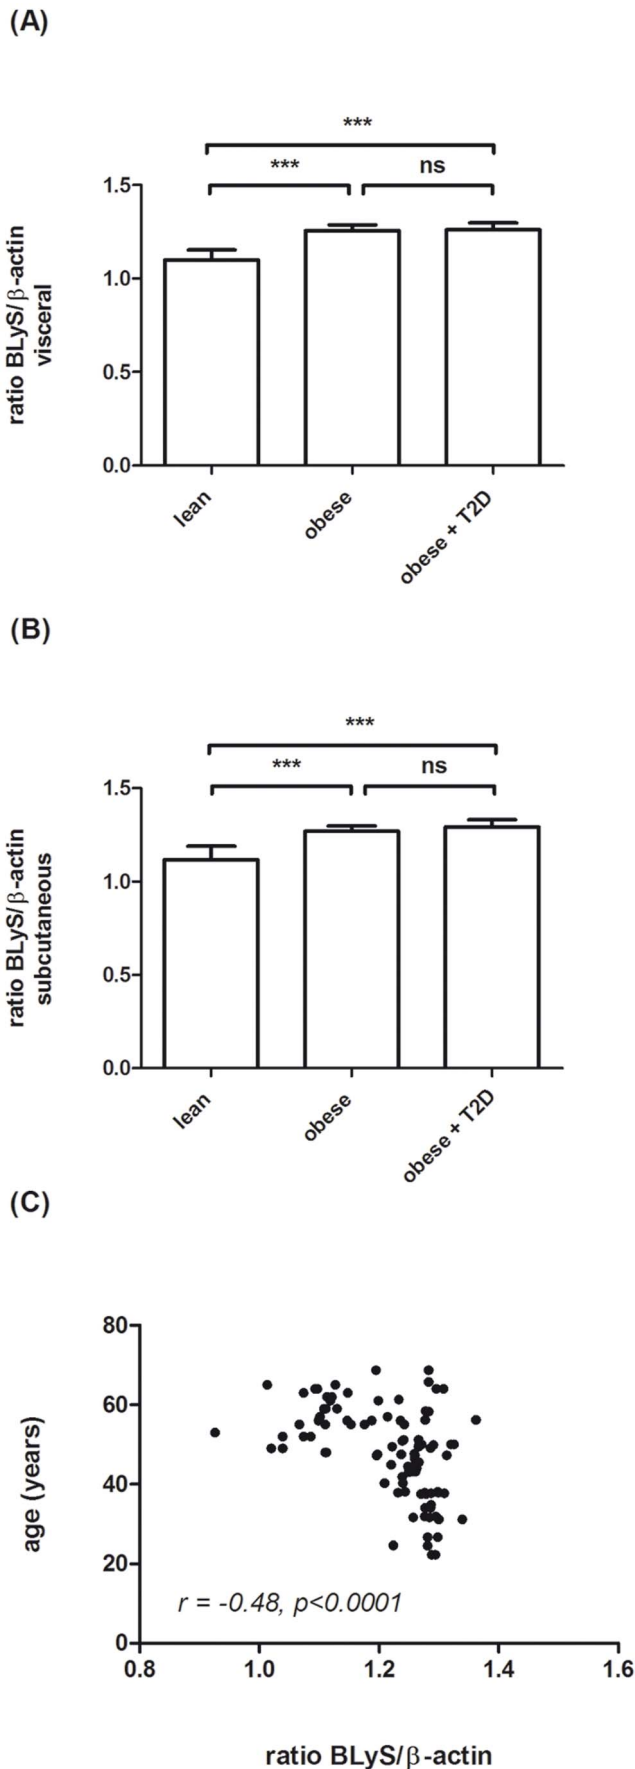 (A)
***
***
ns
ratio BLyS/β-actin
visceral
1.5
1.0
0.5
0.0
lean
obese
obese + T2D
(B)
***
***
ns
ratio BLyS/β-actin
subcutaneous
1.5
1.0
0.5
0.0
lean
obese
obese + T2D
(C)
age (years)
80
60
40
20
0
r = -0.48, p<0.0001
0.8 1.0 1.2 1.4 1.6
ratio BLyS/β-actin